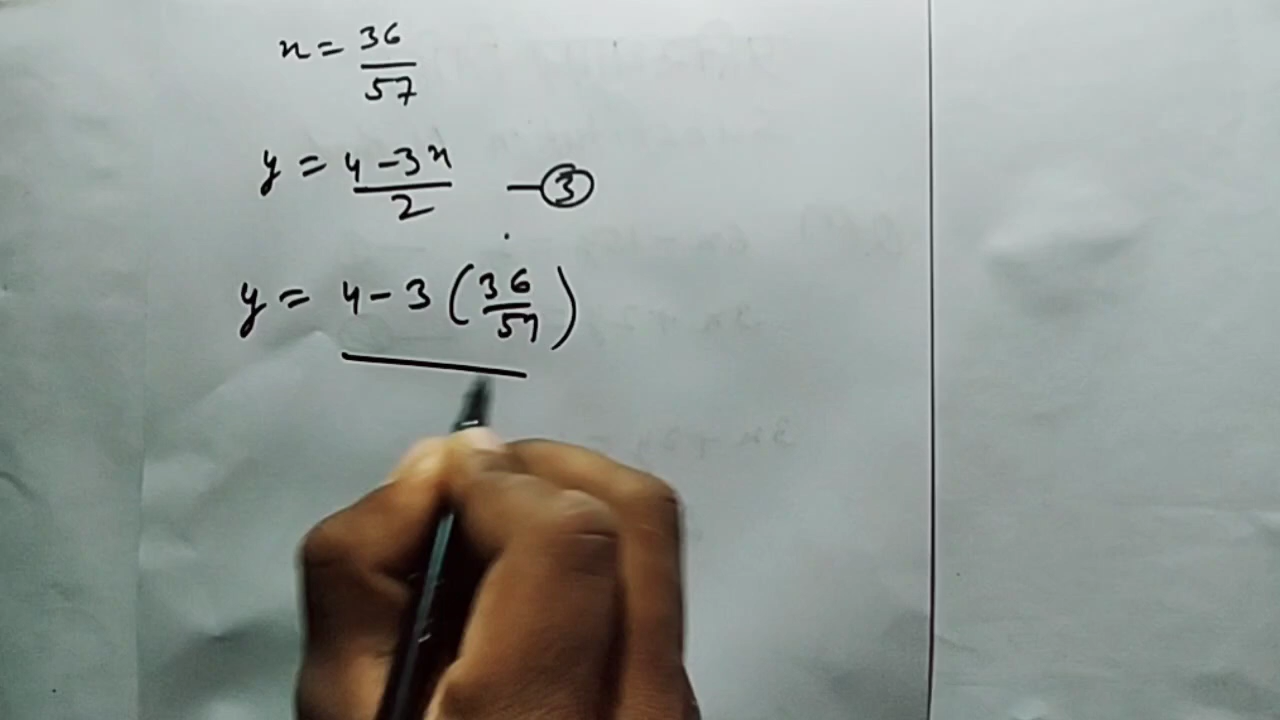 x = 36/57
y = 4-3x/2 —③
y = 4-3(36/57)